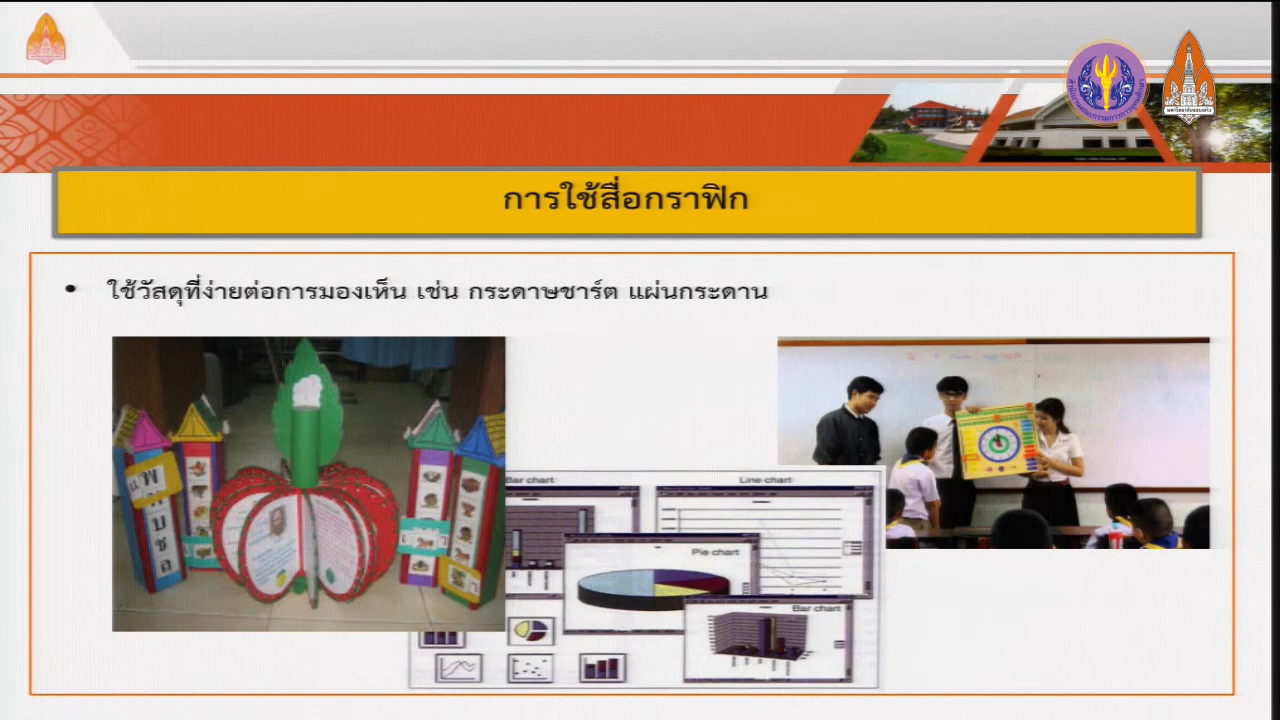 การใช้สื่อกราฟิก
• ใช้วัสดุที่ง่ายต่อการมองเห็น เช่น กระดาษชาร์ต แผ่นกระดาน
Bar chart
Line chart
Pie chart
Bar chart